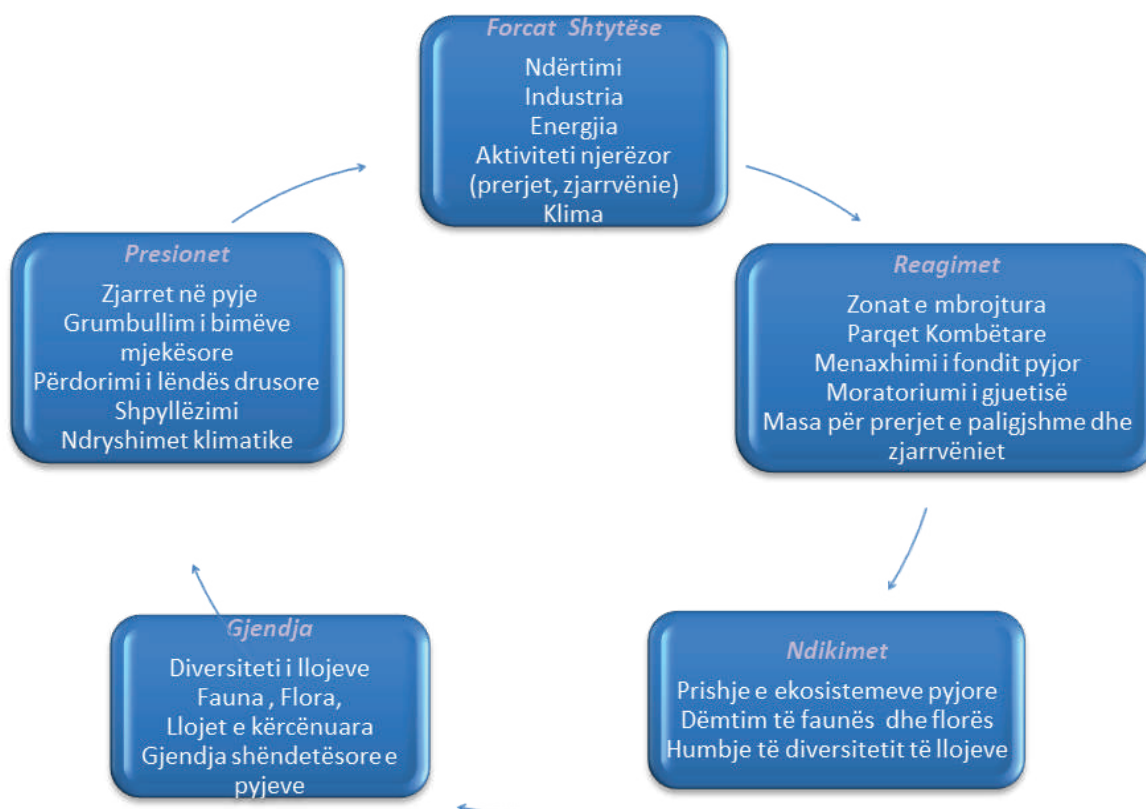 Forcat Shtytëse
Ndërtimi
Industria
Energjia
Aktiviteti njerëzor
(prerjet, zjarrvënie)
Klima
Reagimet
Zonat e mbrojtura
Parqet Kombëtare
Menaxhimi i fondit pyjor
Moratoriumi i gjuetisë
Masa për prerjet e paligjshme dhe
zjarrvëniet
Ndikimet
Prishje e ekosistemeve pyjore
Dëmtim të faunës dhe florës
Humbje të diversitetit të llojeve
Gjendja
Diversiteti i llojeve
Fauna , Flora,
Llojet e kërcënuara
Gjendja shëndetësore e
pyjeve
Presionet
Zjarret në pyje
Grumbullim i bimëve
mjekësore
Përdorimi i lëndës drusore
Shpyllëzimi
Ndryshimet klimatike